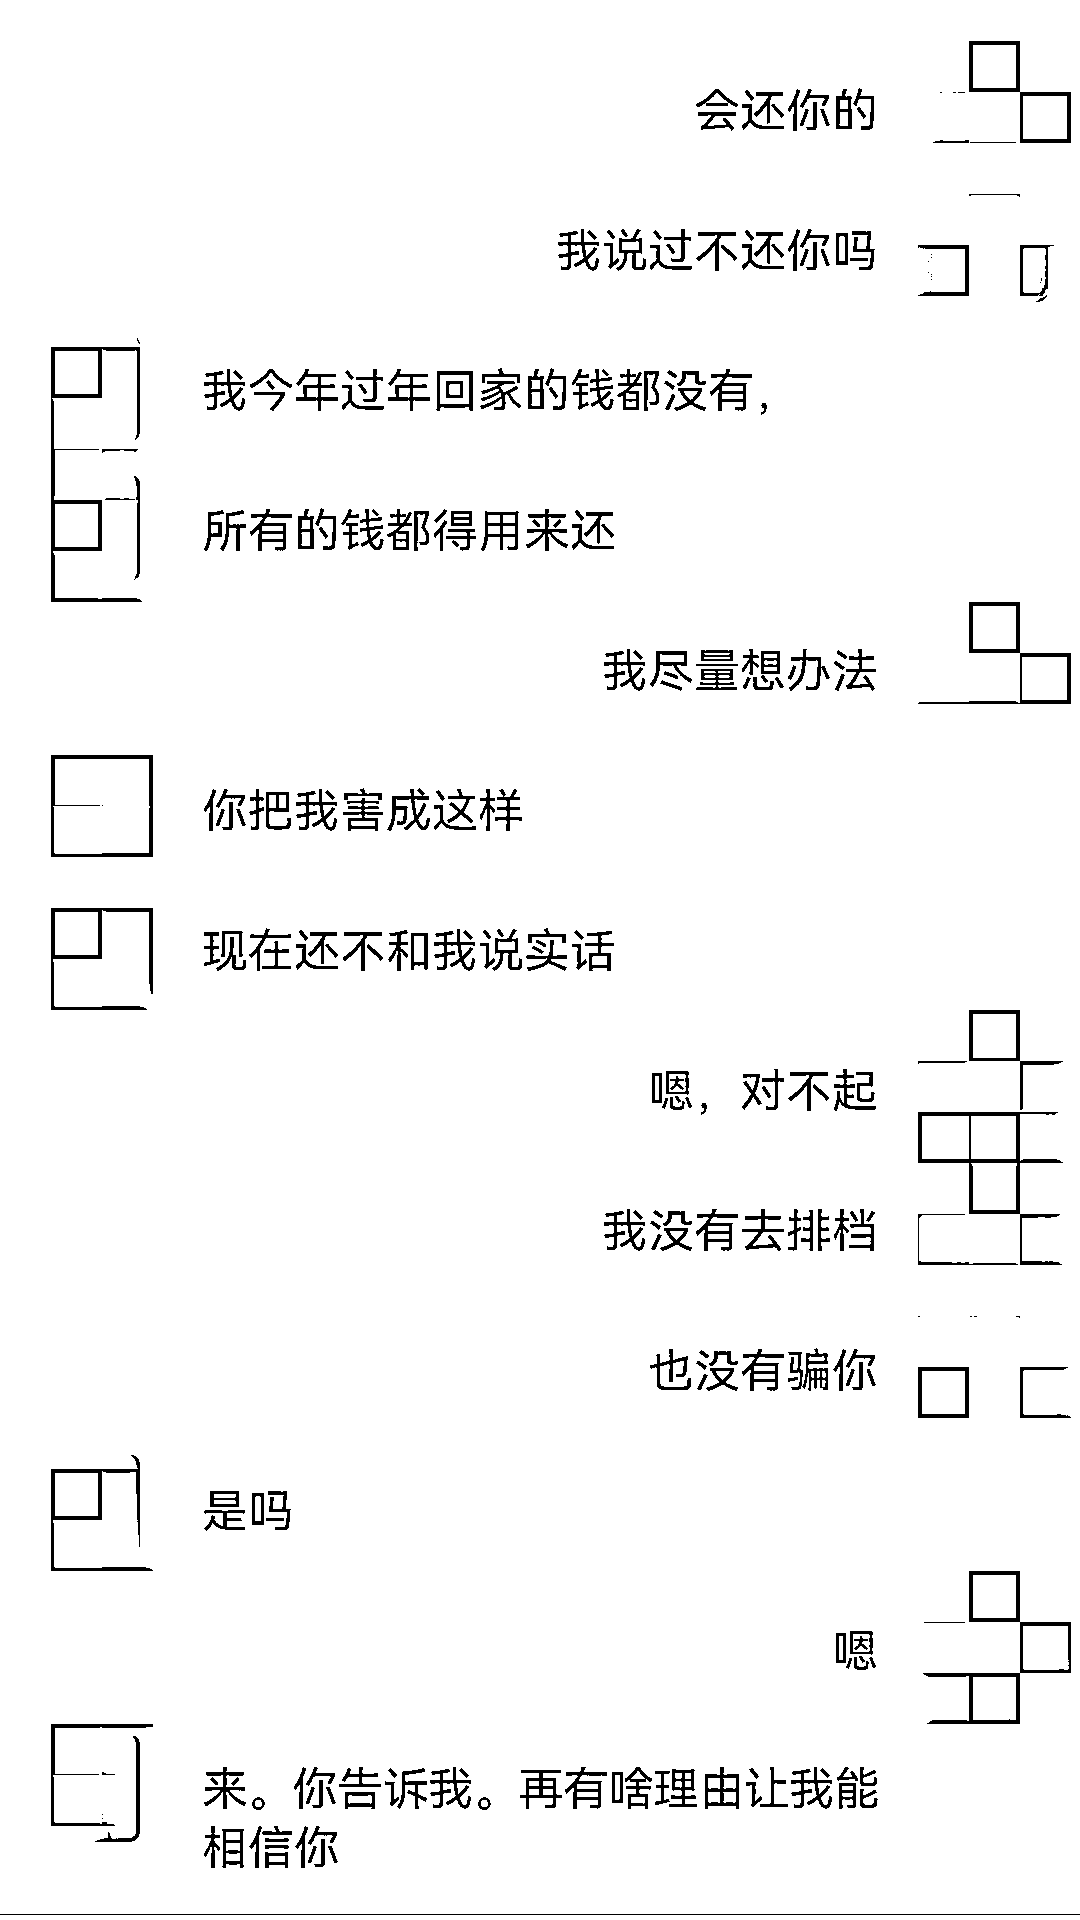 会还你的
我说过不还你吗
我今年过年回家的钱都没有，
所有的钱都得用来还
我尽量想办法
你把我害成这样
现在还不和我说实话
嗯，对不起
我没有去排档
也没有骗你
是吗
嗯
来。你告诉我。再有啥理由让我能
相信你